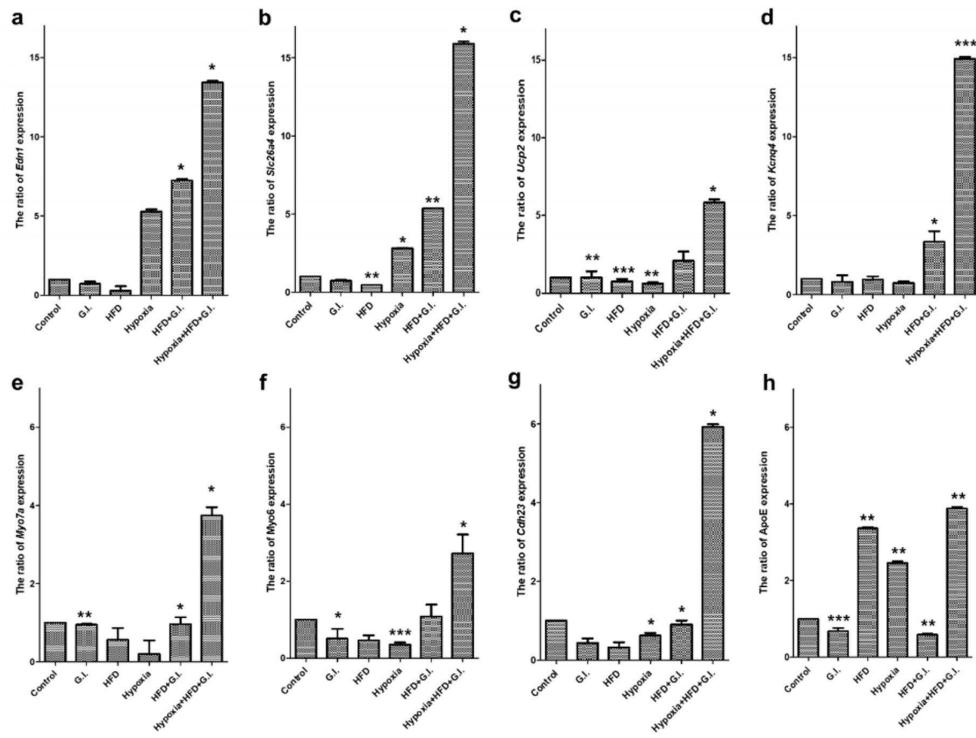 a
The ratio of Edn1 expression
15
10
5
0
*
*
Control
G.I.
HFD
Hypoxia
HFD+G.I.
Hypoxia+HFD+G.I.
b
The ratio of Slc26a4 expression
15
10
5
0
**
*
**
*
Control
G.I.
HFD
Hypoxia
HFD+G.I.
Hypoxia+HFD+G.I.
c
The ratio of Ucp2 expression
15
10
5
0
**
***
**
*
Control
G.I.
HFD
Hypoxia
HFD+G.I.
Hypoxia+HFD+G.I.
d
The ratio of Kcnq4 expression
15
10
5
0
*
***
Control
G.I.
HFD
Hypoxia
HFD+G.I.
Hypoxia+HFD+G.I.
e
The ratio of Myo7a expression
6
4
2
0
**
*
*
Control
G.I.
HFD
Hypoxia
HFD+G.I.
Hypoxia+HFD+G.I.
f
The ratio of Myo6 expression
6
4
2
0
*
***
*
Control
G.I.
HFD
Hypoxia
HFD+G.I.
Hypoxia+HFD+G.I.
g
The ratio of Cdh23 expression
6
4
2
0
*
*
*
Control
G.I.
HFD
Hypoxia
HFD+G.I.
Hypoxia+HFD+G.I.
h
The ratio of ApoE expression
6
4
2
0
***
**
**
**
**
Control
G.I.
HFD
Hypoxia
HFD+G.I.
Hypoxia+HFD+G.I.